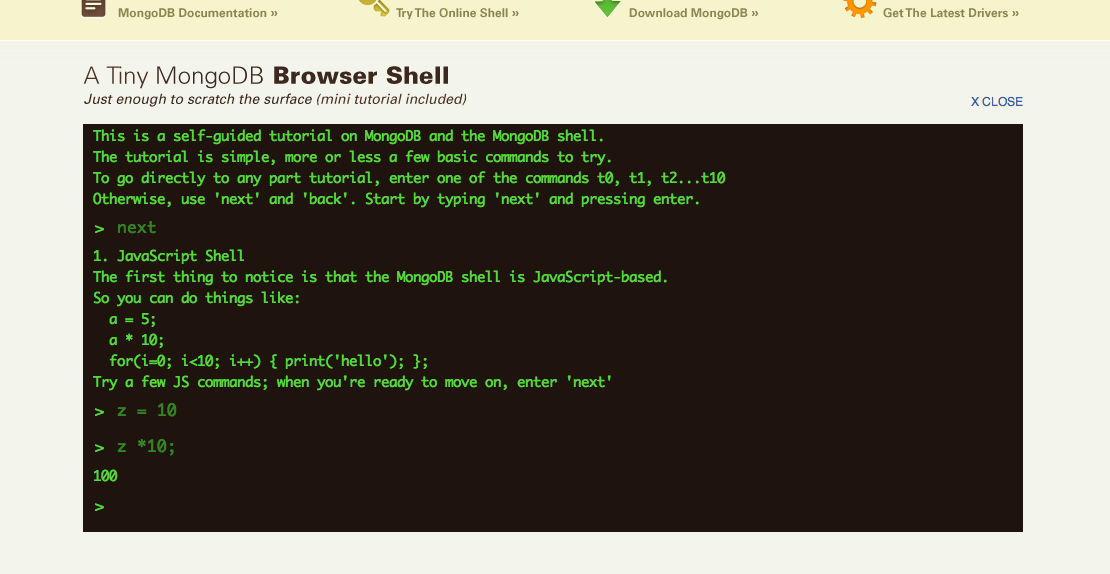 MongoDB Documentation »
Try The Online Shell »
Download MongoDB »
Get The Latest Drivers »
A Tiny MongoDB Browser Shell
Just enough to scratch the surface (mini tutorial included)
X CLOSE
This is a self-guided tutorial on MongoDB and the MongoDB shell.
The tutorial is simple, more or less a few basic commands to try.
To go directly to any part tutorial, enter one of the commands t0, t1, t2...t10
Otherwise, use 'next' and 'back'. Start by typing 'next' and pressing enter.
> next
1. JavaScript Shell
The first thing to notice is that the MongoDB shell is JavaScript-based.
So you can do things like:
  a = 5;
  a * 10;
  for(i=0; i<10; i++) { print('hello'); };
Try a few JS commands; when you're ready to move on, enter 'next'
> z = 10
> z *10;
100
>